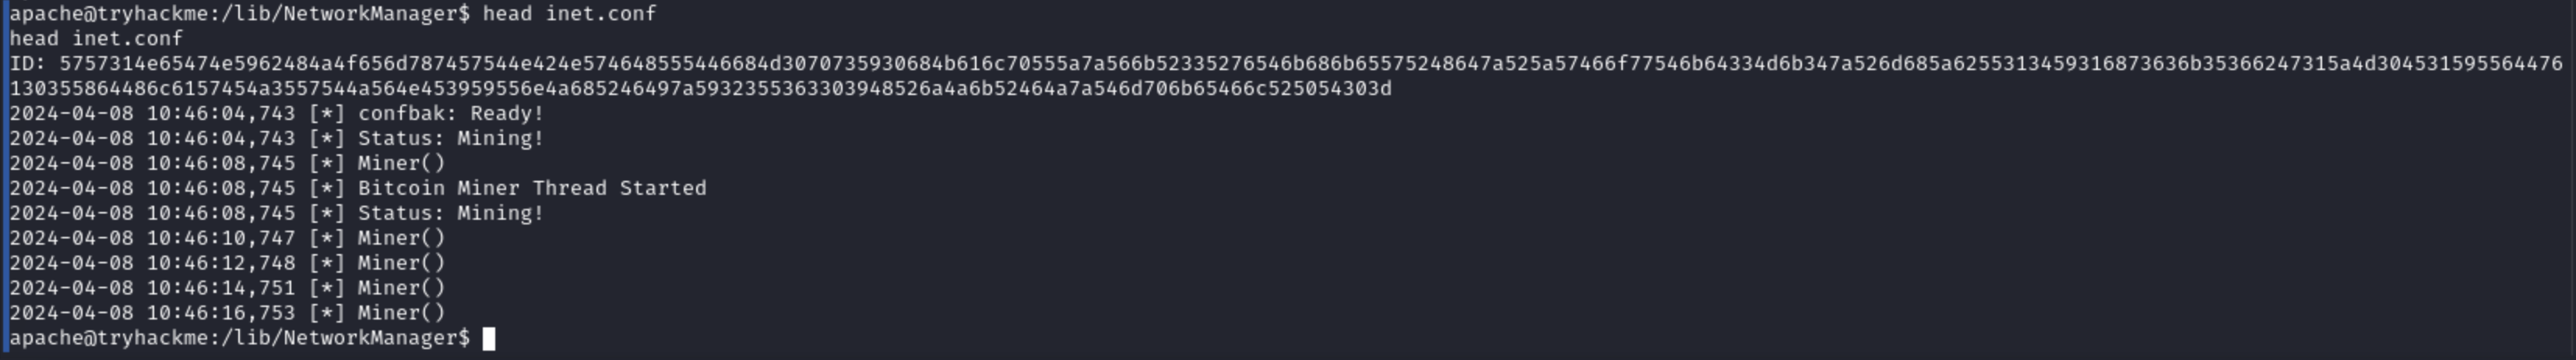 apache@tryhackme:/lib/NetworkManager$ head inet.conf
head inet.conf
ID: 5757314e65474e5962484a4f656d787457544e424e574648555446684d3070735930684b616c70555a7a566b52335276546b686b65575248647a525a57466f77546b64334d6b347a526d685a6255313459316873636b35366247315a4d304531595564476
130355864486c6157454a3557544a564e453959556e4a685246497a5932355363303948526a4a6b52464a7a546d706b65466c525054303d
2024-04-08 10:46:04,743 [*] confbak: Ready!
2024-04-08 10:46:04,743 [*] Status: Mining!
2024-04-08 10:46:08,745 [*] Miner()
2024-04-08 10:46:08,745 [*] Bitcoin Miner Thread Started
2024-04-08 10:46:08,745 [*] Status: Mining!
2024-04-08 10:46:10,747 [*] Miner()
2024-04-08 10:46:12,748 [*] Miner()
2024-04-08 10:46:14,751 [*] Miner()
2024-04-08 10:46:16,753 [*] Miner()
apache@tryhackme:/lib/NetworkManager$